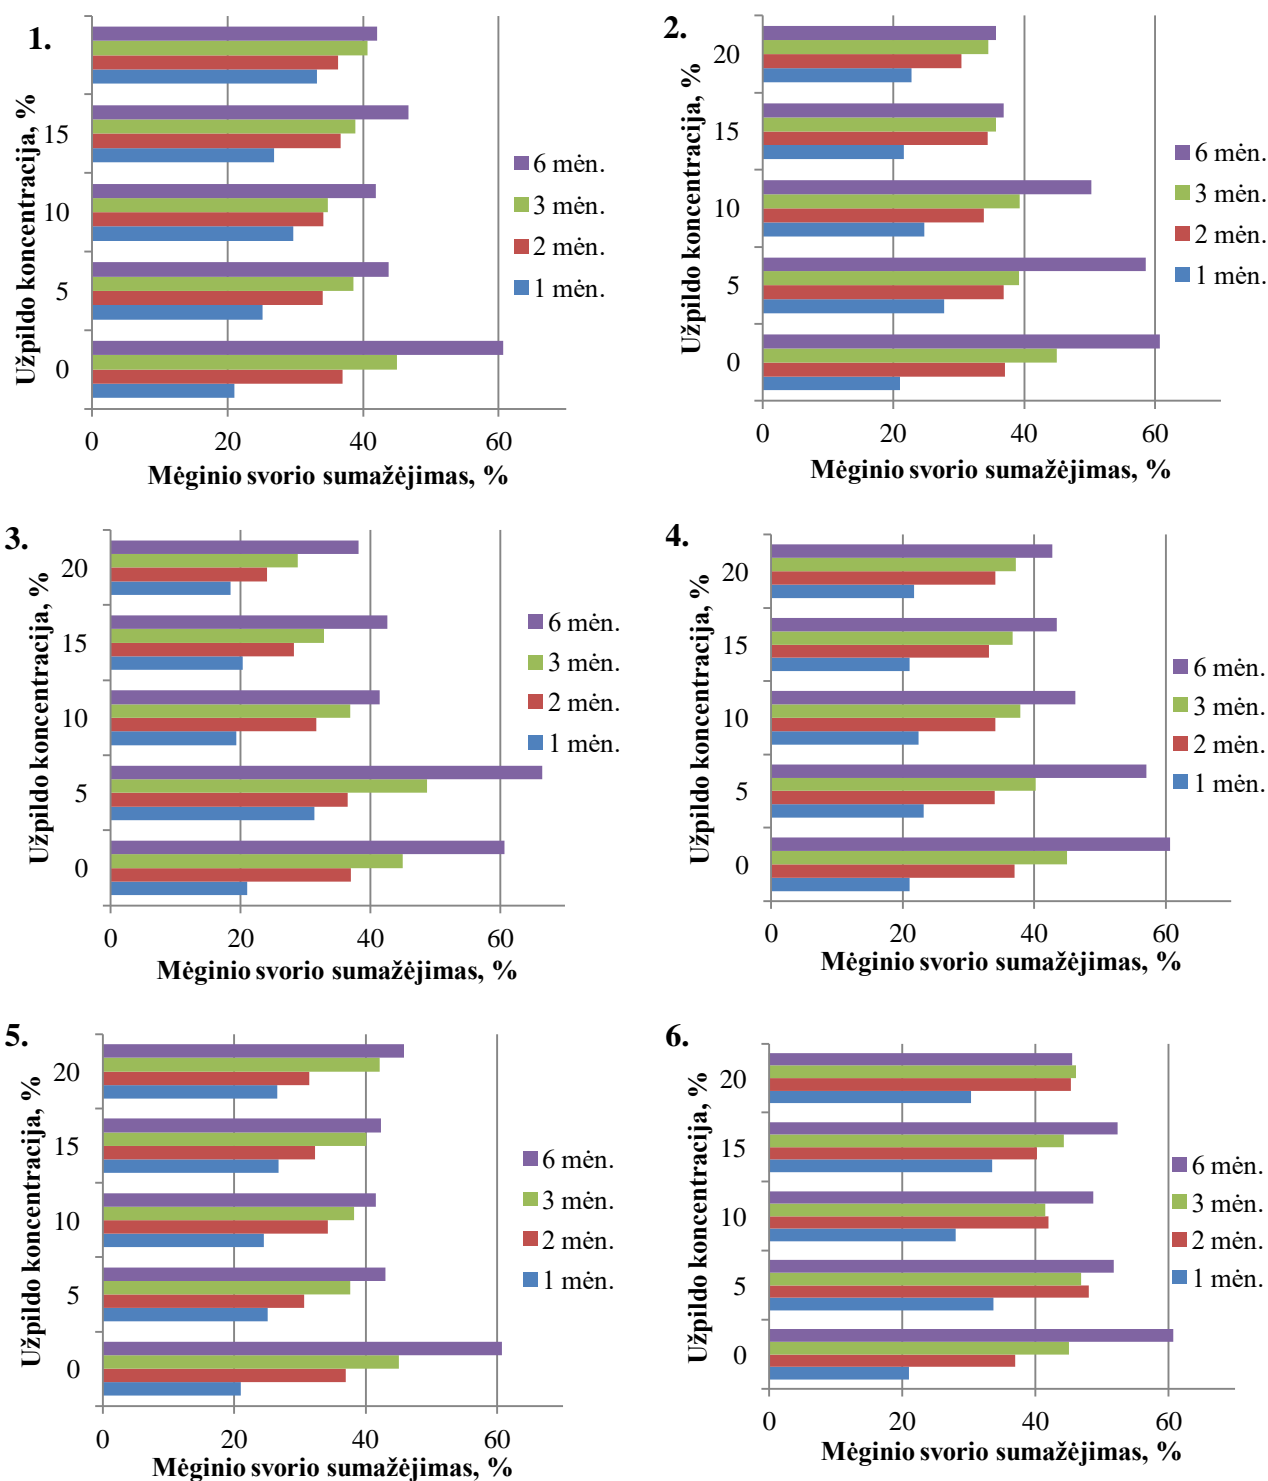 1.
Užpildo koncentracija, %
15
10
5
0
0 20 40 60
Mėginio svorio sumažėjimas, %
6 mėn.
3 mėn.
2 mėn.
1 mėn.
2.
Užpildo koncentracija, %
20
15
10
5
0
0 20 40 60
Mėginio svorio sumažėjimas, %
6 mėn.
3 mėn.
2 mėn.
1 mėn.
3.
Užpildo koncentracija, %
20
15
10
5
0
0 20 40 60
Mėginio svorio sumažėjimas, %
6 mėn.
3 mėn.
2 mėn.
1 mėn.
4.
Užpildo koncentracija, %
20
15
10
5
0
0 20 40 60
Mėginio svorio sumažėjimas, %
6 mėn.
3 mėn.
2 mėn.
1 mėn.
5.
Užpildo koncentracija, %
20
15
10
5
0
0 20 40 60
Mėginio svorio sumažėjimas, %
6 mėn.
3 mėn.
2 mėn.
1 mėn.
6.
Užpildo koncentracija, %
20
15
10
5
0
0 20 40 60
Mėginio svorio sumažėjimas, %
6 mėn.
3 mėn.
2 mėn.
1 mėn.